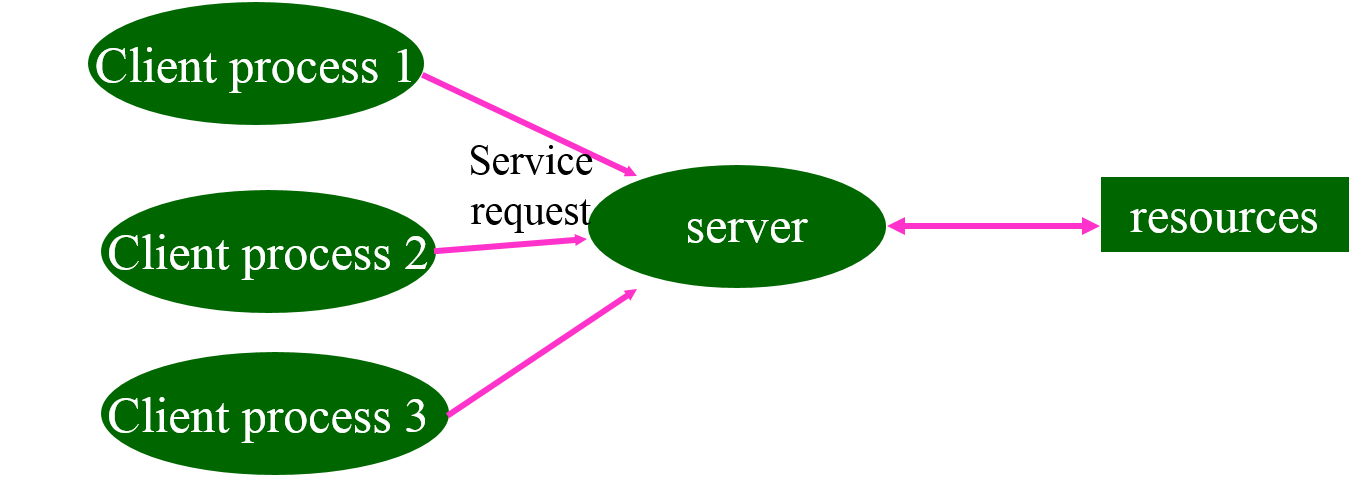 Client process 1
Service
request
server
resources
Client process 2
Client process 3